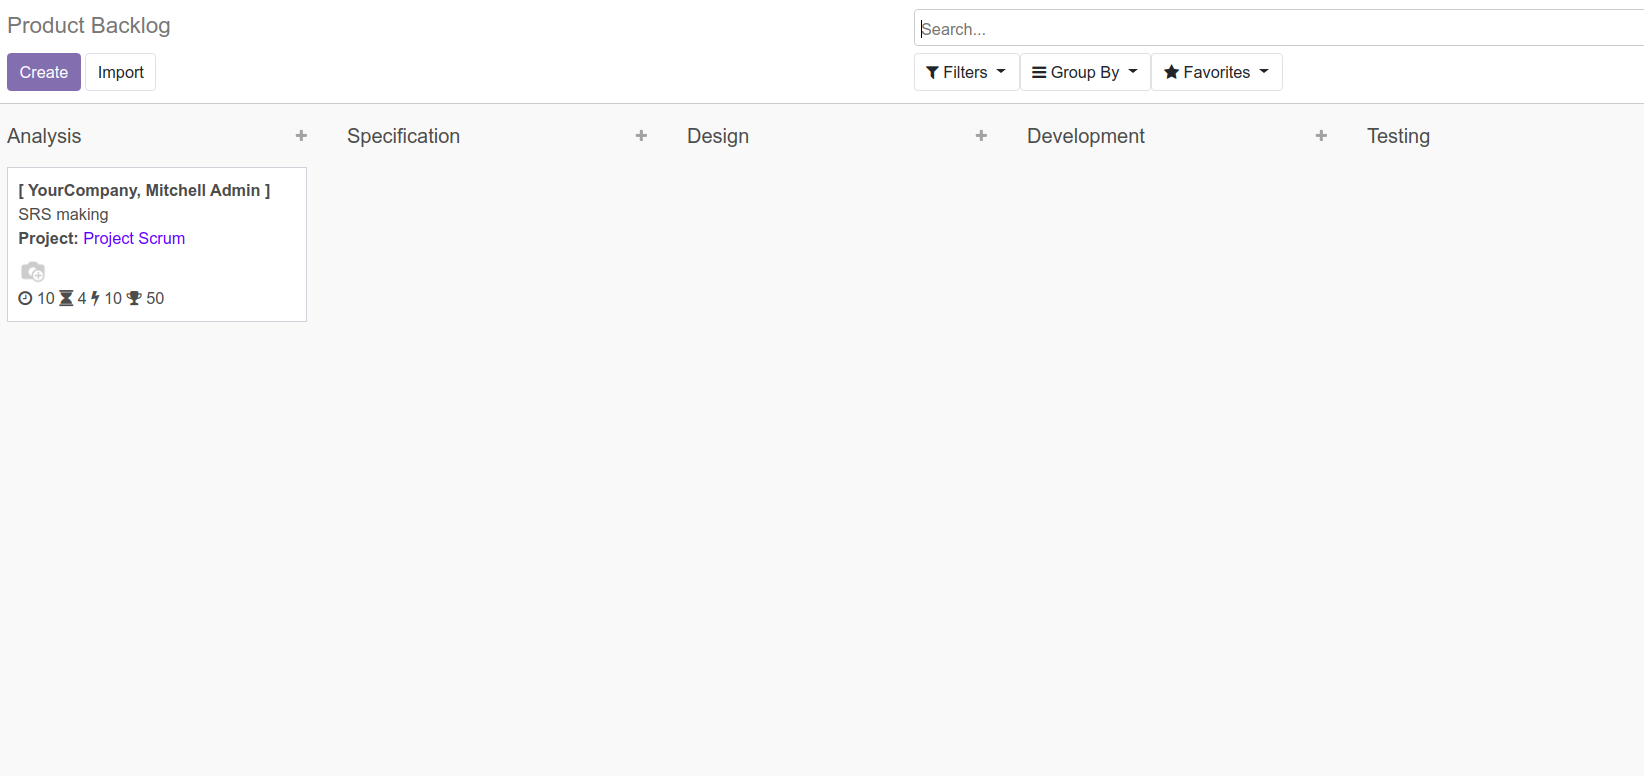 Product Backlog
Search...
Create Import
Filters Group By Favorites
Analysis Specification Design Development Testing
[ YourCompany, Mitchell Admin ]
SRS making
Project: Project Scrum
10 4 10 50